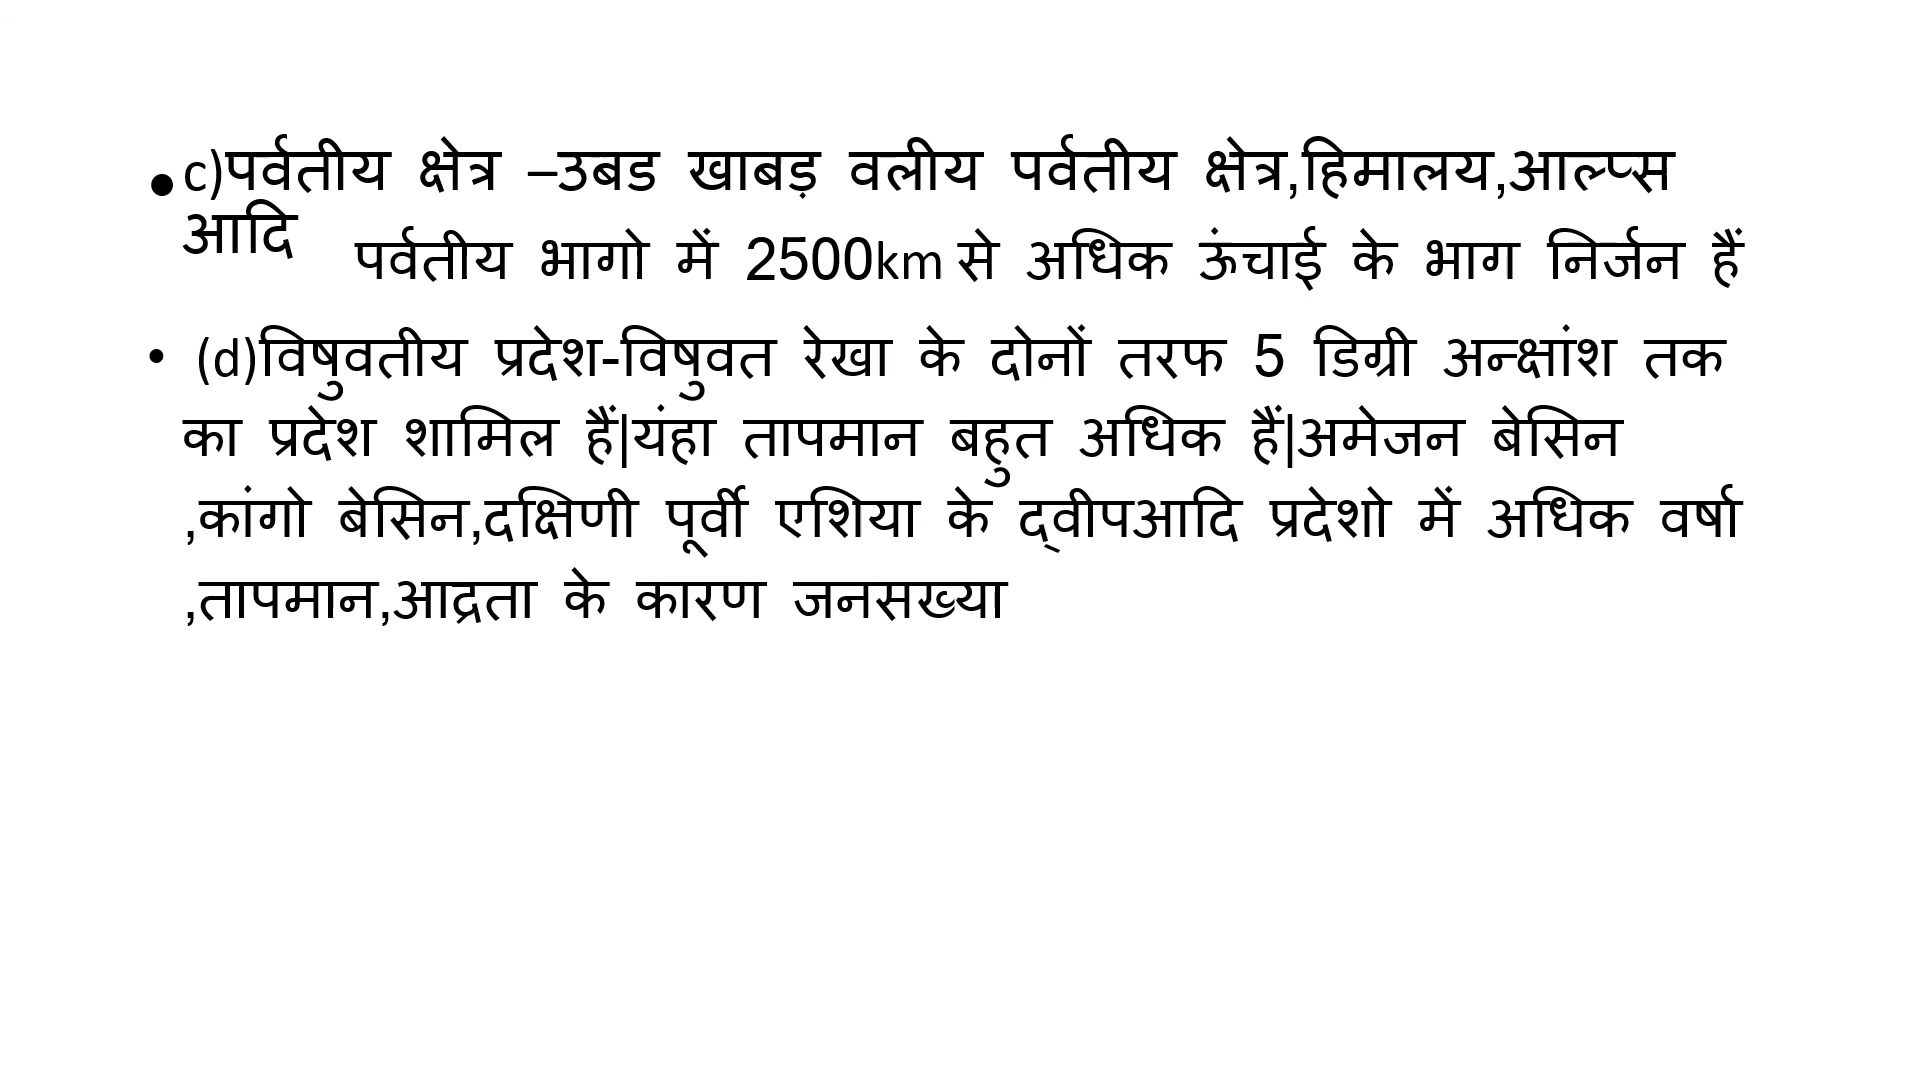 •c)पर्वतीय क्षेत्र –उबड खाबड़ वलीय पर्वतीय क्षेत्र,हिमालय,आल्प्स
आदि
पर्वतीय भागो में 2500km से अधिक ऊंचाई के भाग निर्जन हैं
• (d)विषुवतीय प्रदेश-विषुवत रेखा के दोनों तरफ 5 डिग्री अन्क्षांश तक
का प्रदेश शामिल हैं|यंहा तापमान बहुत अधिक हैं|अमेजन बेसिन
,कांगो बेसिन,दक्षिणी पूर्वी एशिया के द्वीपआदि प्रदेशो में अधिक वर्षा
,तापमान,आद्रता के कारण जनसख्या